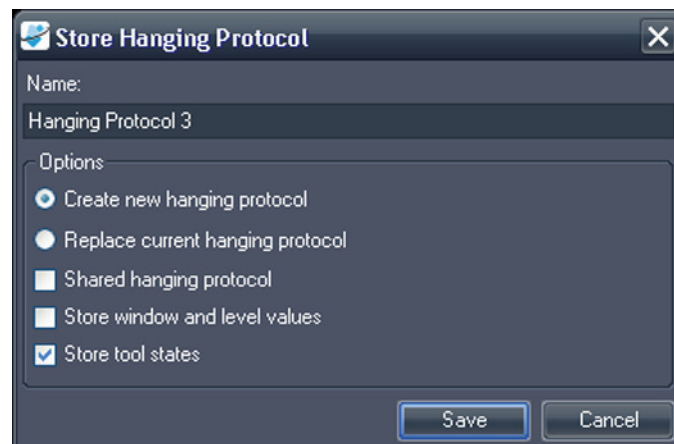 Store Hanging Protocol
Name:
Hanging Protocol 3
Options
Create new hanging protocol
Replace current hanging protocol
Shared hanging protocol
Store window and level values
Store tool states
Save Cancel